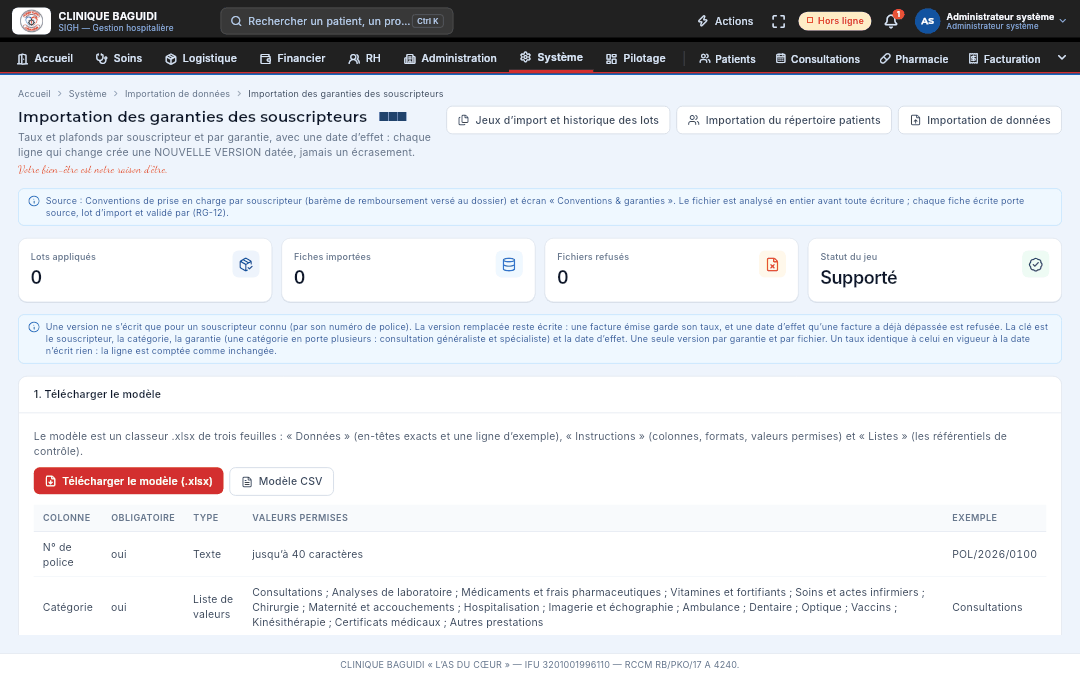 CLINIQUE BAGUIDI
SIGH — Gestion hospitalière
Rechercher un patient, un pro... Ctrl K
Actions
Hors ligne
1
AS
Administrateur système
Administrateur système
Accueil Soins Logistique Financier RH Administration Système Pilotage Patients Consultations Pharmacie Facturation
Accueil > Système > Importation de données > Importation des garanties des souscripteurs
Importation des garanties des souscripteurs
Taux et plafonds par souscripteur et par garantie, avec une date d’effet : chaque
ligne qui change crée une NOUVELLE VERSION datée, jamais un écrasement.
Votre bien-être est notre raison d'être.
Jeux d’import et historique des lots
Importation du répertoire patients
Importation de données
Source : Conventions de prise en charge par souscripteur (barème de remboursement versé au dossier) et écran « Conventions & garanties ». Le fichier est analysé en entier avant toute écriture ; chaque fiche écrite porte
source, lot d’import et validé par (RG-12).
Lots appliqués
0
Fiches importées
0
Fichiers refusés
0
Statut du jeu
Supporté
Une version ne s’écrit que pour un souscripteur connu (par son numéro de police). La version remplacée reste écrite : une facture émise garde son taux, et une date d’effet qu’une facture a déjà dépassée est refusée. La clé est
le souscripteur, la catégorie, la garantie (une catégorie en porte plusieurs : consultation généraliste et spécialiste) et la date d’effet. Une seule version par garantie et par fichier. Un taux identique à celui en vigueur à la date
n’écrit rien : la ligne est comptée comme inchangée.
1. Télécharger le modèle
Le modèle est un classeur .xlsx de trois feuilles : « Données » (en-têtes exacts et une ligne d’exemple), « Instructions » (colonnes, formats, valeurs permises) et « Listes » (les référentiels de
contrôle).
Télécharger le modèle (.xlsx)
Modèle CSV
COLONNE OBLIGATOIRE TYPE VALEURS PERMISES EXEMPLE
N° de
police
oui
Texte
jusqu’à 40 caractères
POL/2026/0100
Catégorie
oui
Liste de
valeurs
Consultations ; Analyses de laboratoire ; Médicaments et frais pharmaceutiques ; Vitamines et fortifiants ; Soins et actes infirmiers ;
Chirurgie ; Maternité et accouchements ; Hospitalisation ; Imagerie et échographie ; Ambulance ; Dentaire ; Optique ; Vaccins ;
Kinésithérapie ; Certificats médicaux ; Autres prestations
Consultations
CLINIQUE BAGUIDI « L’AS DU CŒUR » — IFU 3201001996110 — RCCM RB/PKO/17 A 4240.